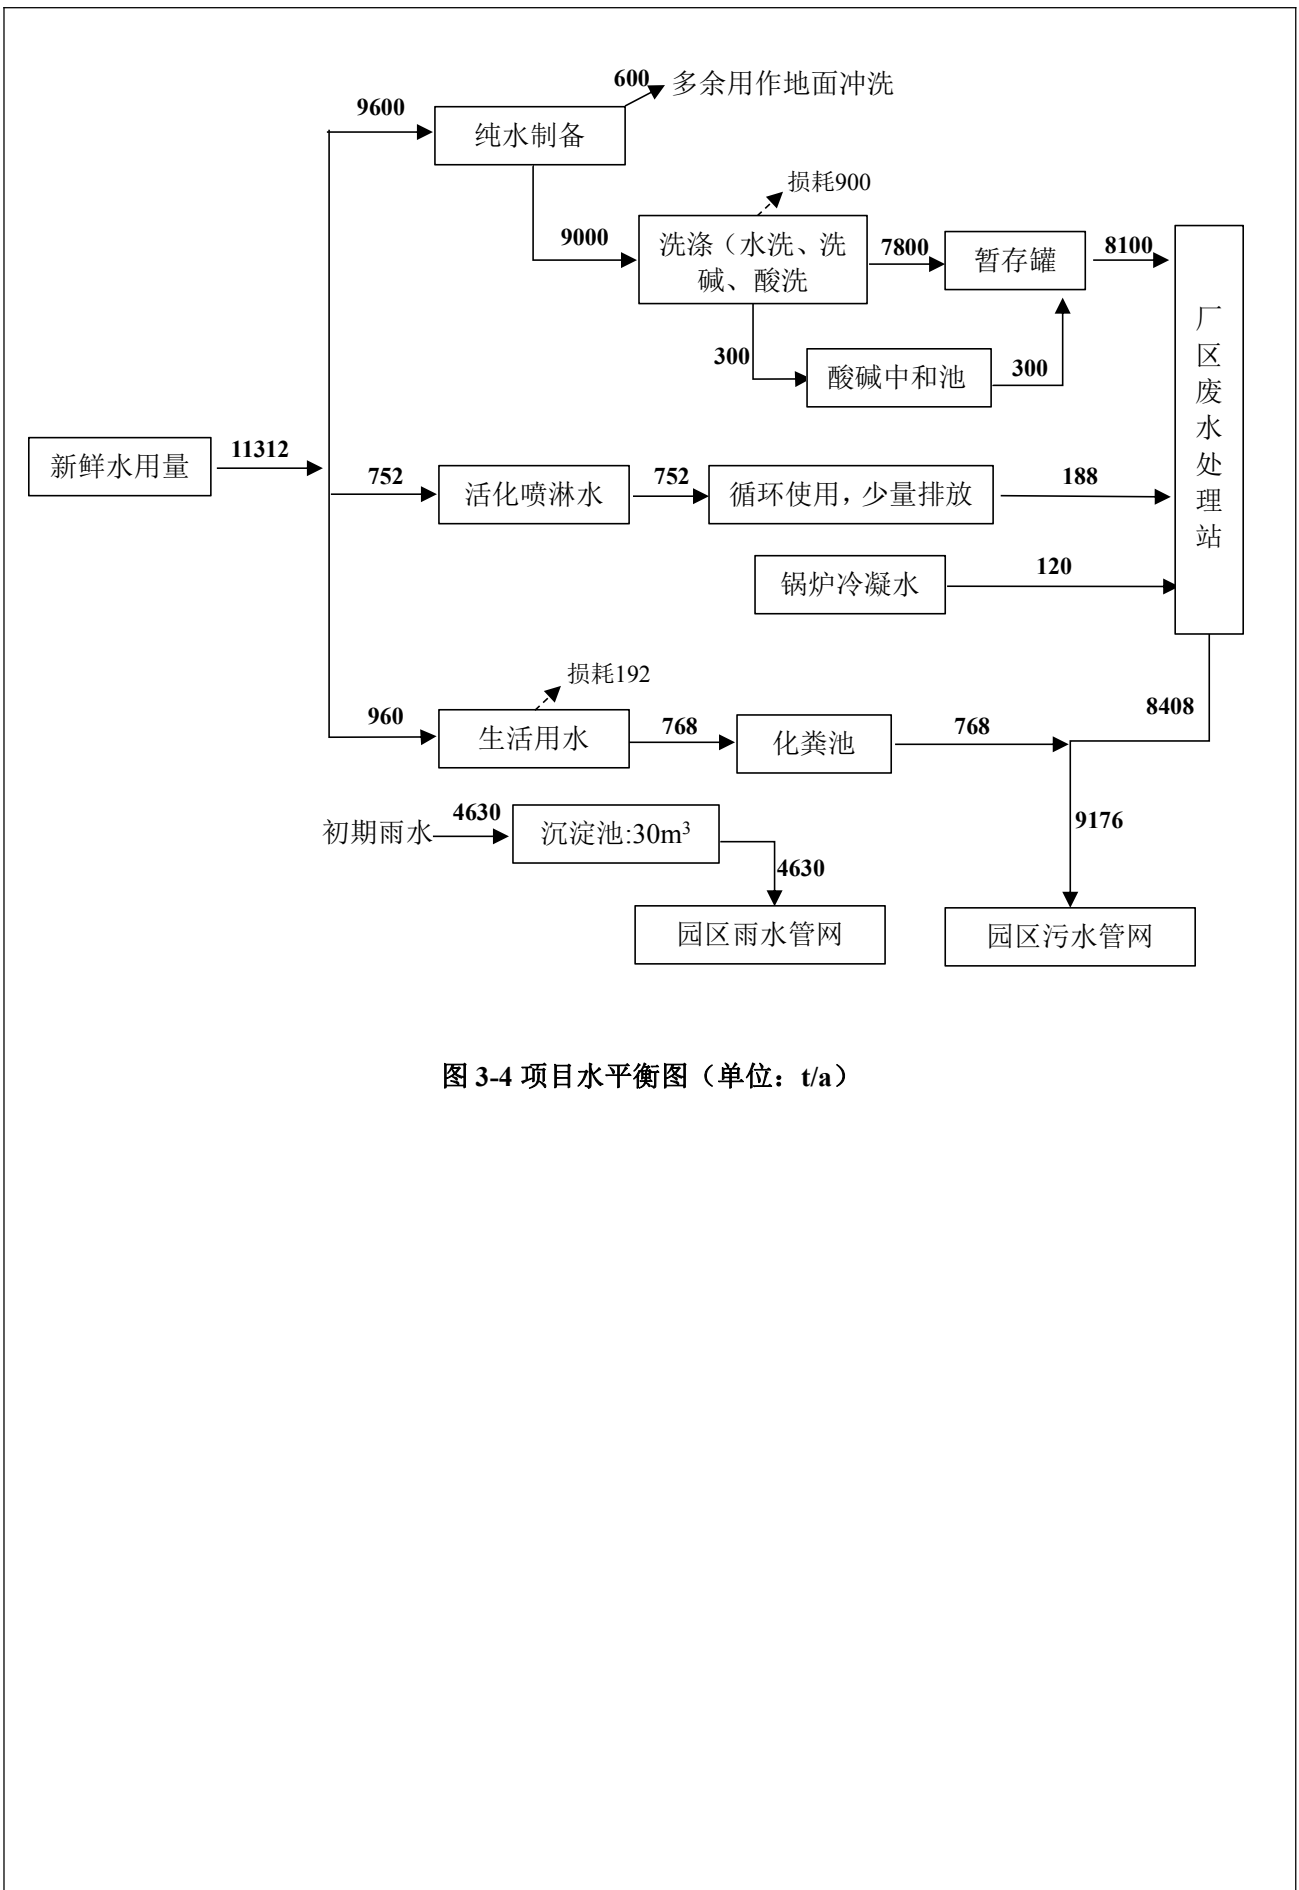 600 多余用作地面冲洗
9600
纯水制备
损耗900
9000
洗涤（水洗、洗
碱、酸洗
7800
暂存罐
8100
厂区废水处理站
300
酸碱中和池
300
新鲜水用量
11312
752
活化喷淋水
752
循环使用，少量排放
188
锅炉冷凝水
120
损耗192
960
生活用水
768
化粪池
768
8408
初期雨水
4630
沉淀池:30m³
4630
9176
园区雨水管网
园区污水管网
图 3-4 项目水平衡图（单位：t/a）